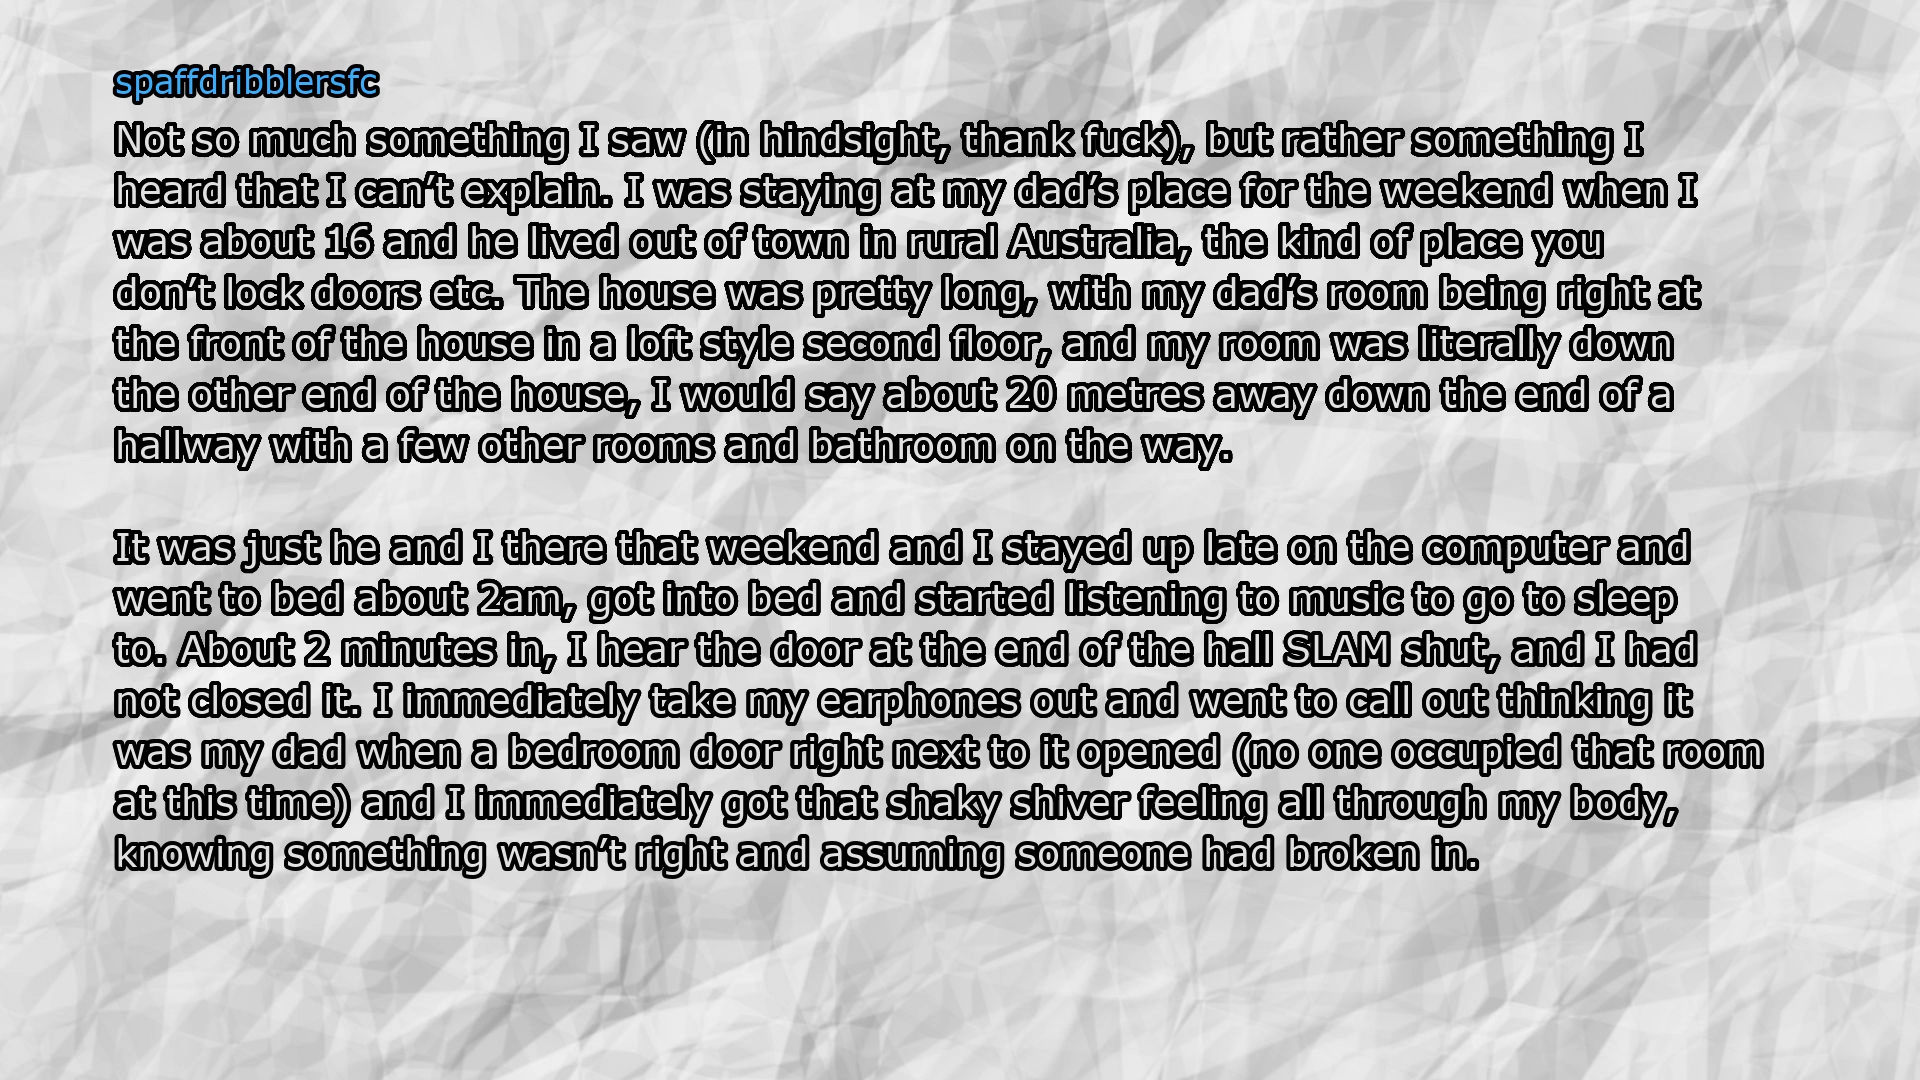 spaffdribblersfc
Not so much something I saw (in hindsight, thank fuck), but rather something I
heard that I can’t explain. I was staying at my dad’s place for the weekend when I
was about 16 and he lived out of town in rural Australia, the kind of place you
don’t lock doors etc. The house was pretty long, with my dad’s room being right at
the front of the house in a loft style second floor, and my room was literally down
the other end of the house, I would say about 20 metres away down the end of a
hallway with a few other rooms and bathroom on the way.
It was just he and I there that weekend and I stayed up late on the computer and
went to bed about 2am, got into bed and started listening to music to go to sleep
to. About 2 minutes in, I hear the door at the end of the hall SLAM shut, and I had
not closed it. I immediately take my earphones out and went to call out thinking it
was my dad when a bedroom door right next to it opened (no one occupied that room
at this time) and I immediately got that shaky shiver feeling all through my body,
knowing something wasn’t right and assuming someone had broken in.